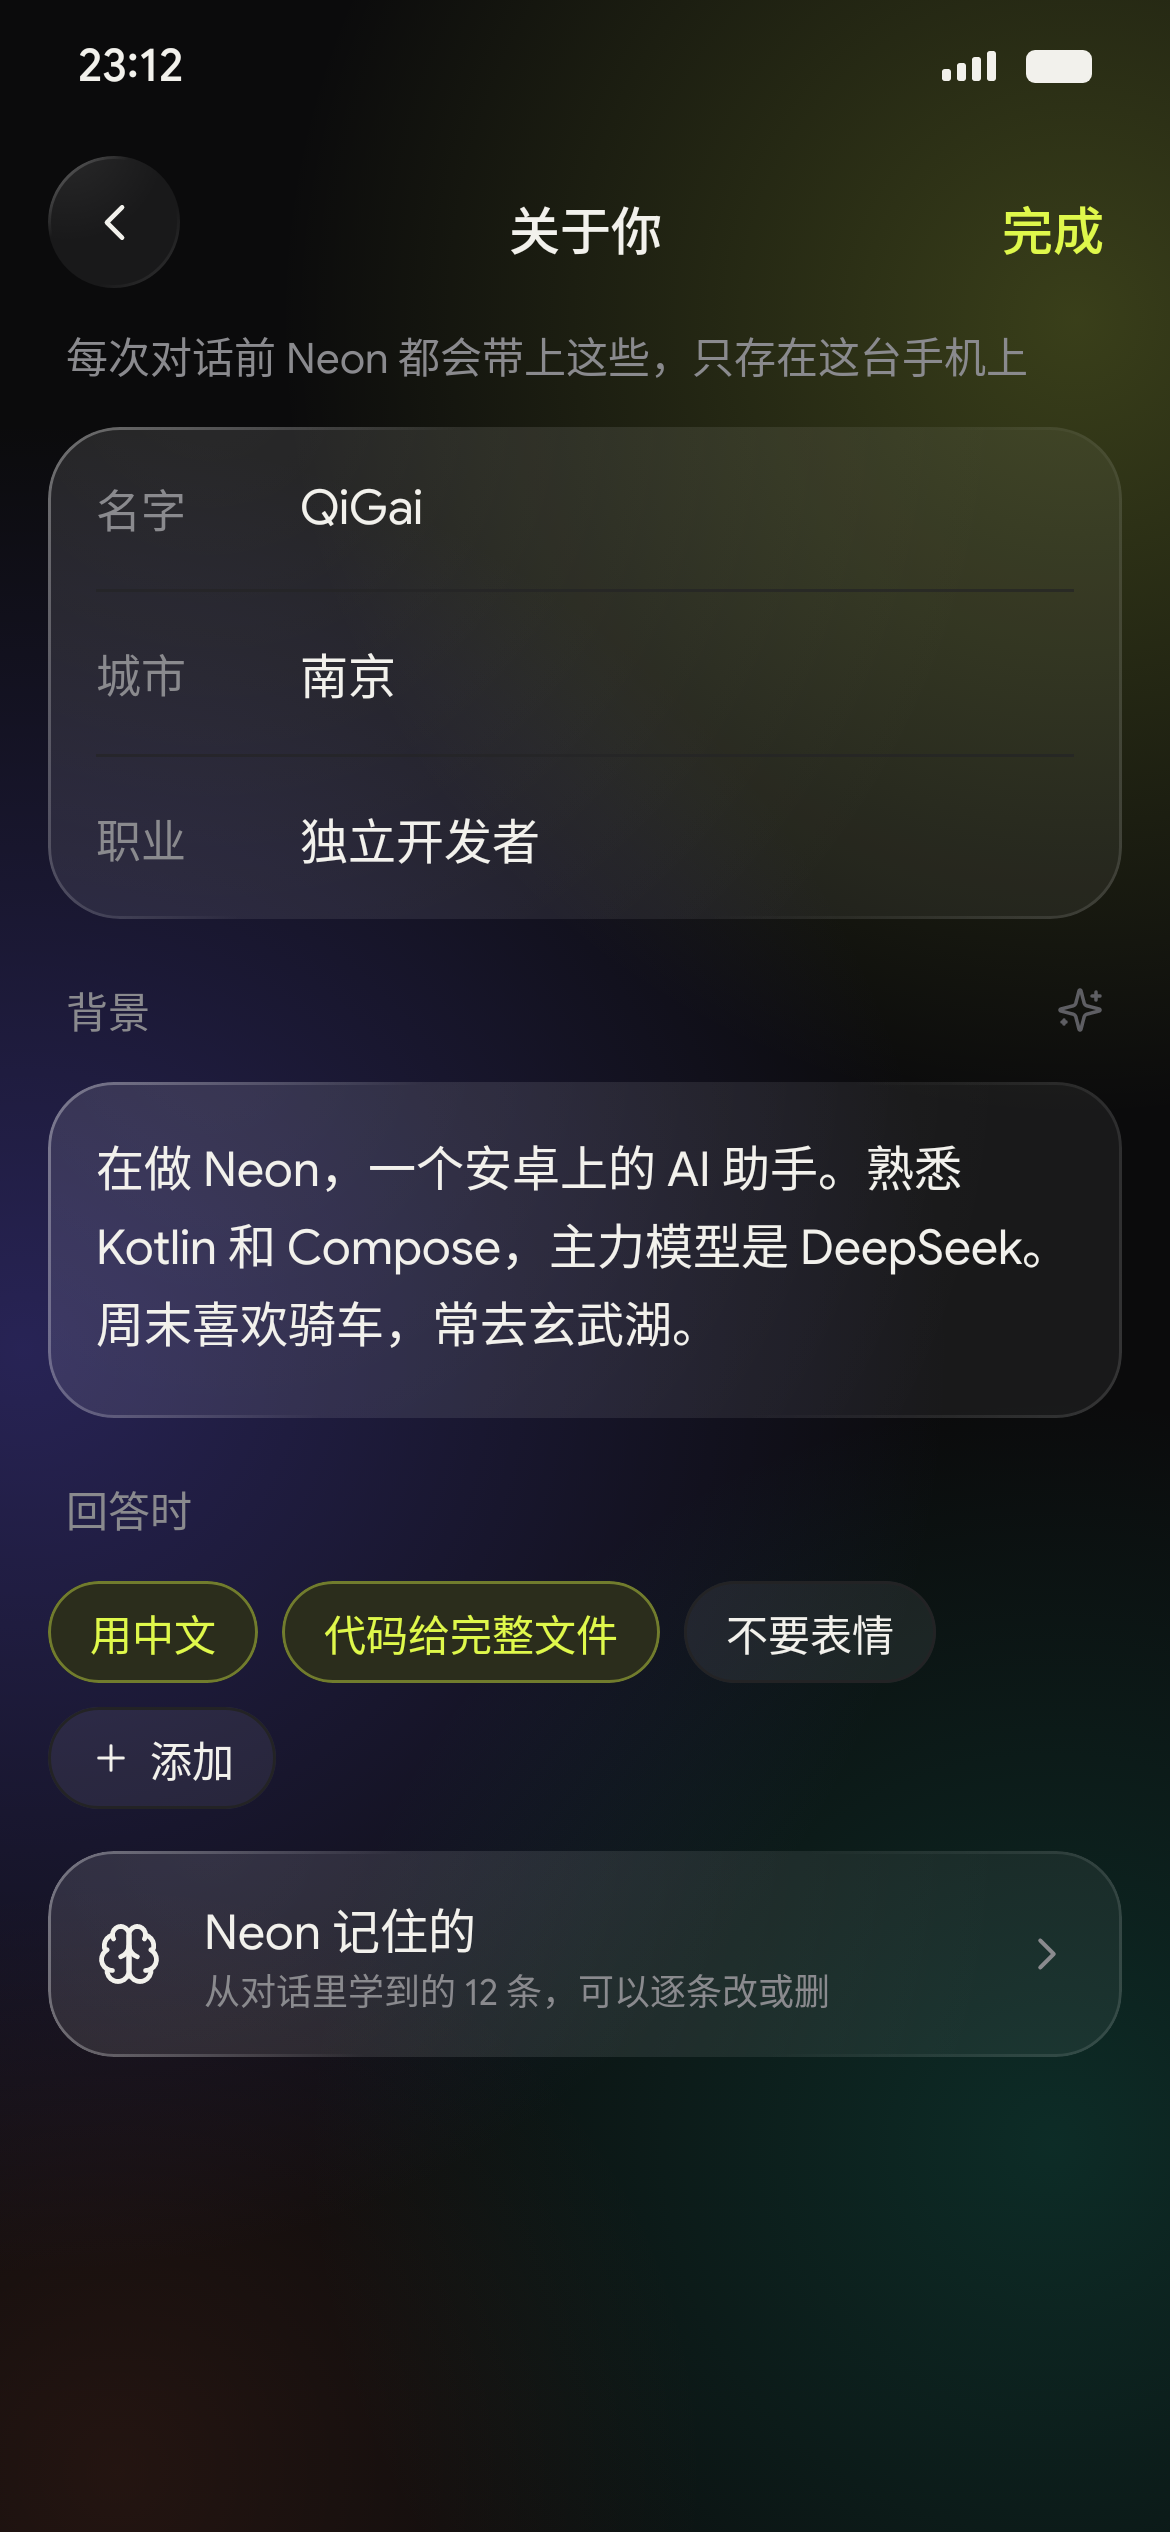 23:12
关于你
完成
每次对话前 Neon 都会带上这些，只存在这台手机上
名字 QiGai
城市 南京
职业 独立开发者
背景
在做 Neon，一个安卓上的 AI 助手。熟悉
Kotlin 和 Compose，主力模型是 DeepSeek。
周末喜欢骑车，常去玄武湖。
回答时
用中文
代码给完整文件
不要表情
+ 添加
Neon 记住的
从对话里学到的 12 条，可以逐条改或删